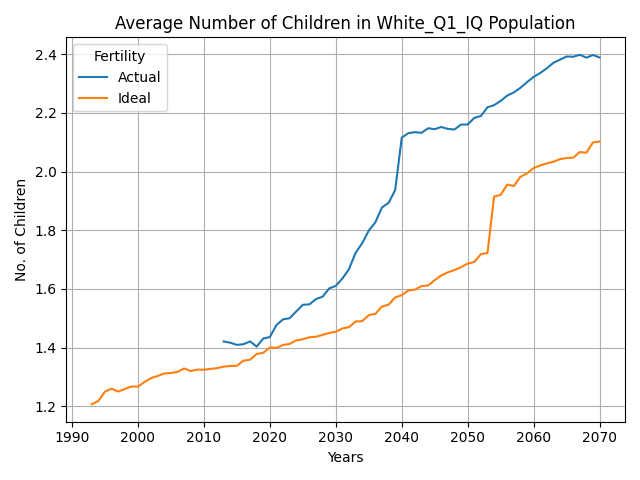 Average Number of Children in White_Q1_IQ Population
Fertility
Actual
Ideal
No. of Children
2.4
2.2
2.0
1.8
1.6
1.4
1.2
1990 2000 2010 2020 2030 2040 2050 2060 2070
Years